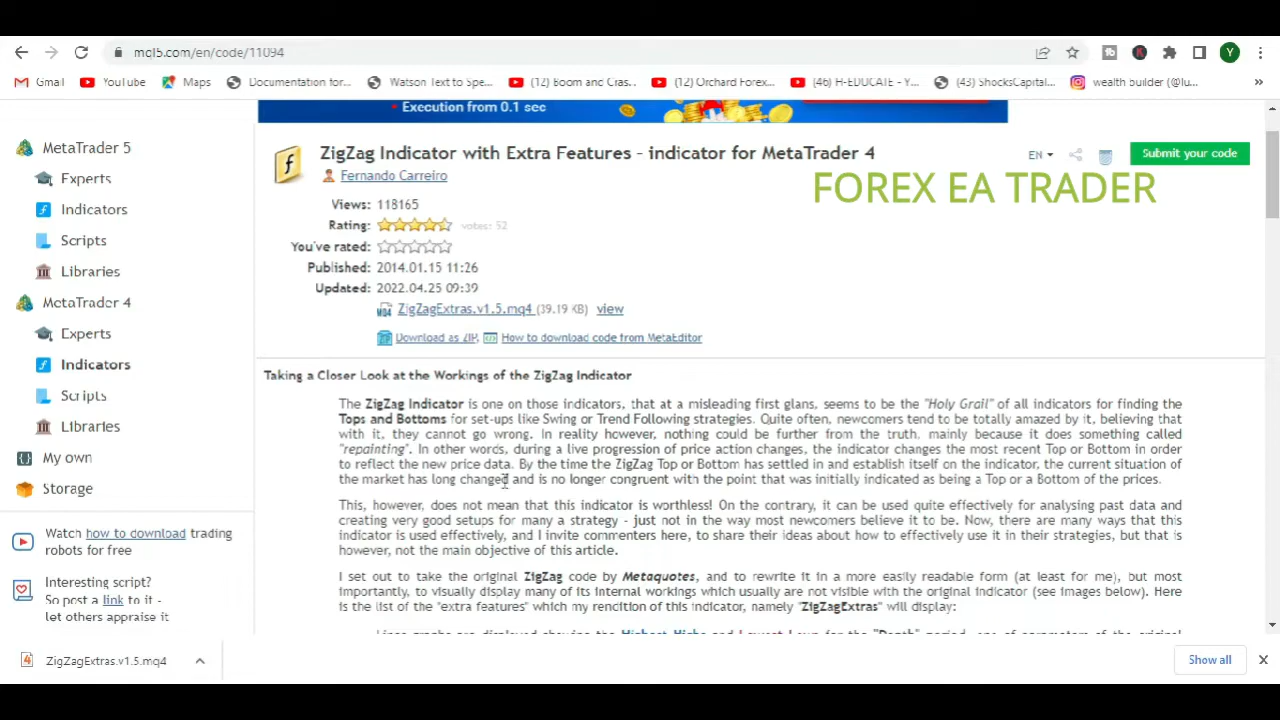 mql5.com/en/code/11094
Gmail
YouTube
Maps
Documentation for...
Watson Text to Spe...
(12) Boom and Cras...
(12) Orchard Forex...
(46) H-EDUCATE - Y...
(43) ShocksCapital...
wealth builder (@lu...
»
Y
• Execution from 0.1 sec
MetaTrader 5
Experts
Indicators
Scripts
Libraries
MetaTrader 4
Experts
Indicators
Scripts
Libraries
My own
Storage
Watch how to download trading
robots for free
Interesting script?
So post a link to it -
let others appraise it
ZigZag Indicator with Extra Features - indicator for MetaTrader 4
EN
Submit your code
Fernando Carreiro
FOREX EA TRADER
Views: 118165
Rating: votes: 52
You've rated:
Published: 2014.01.15 11:26
Updated: 2022.04.25 09:39
MQ4 ZigZagExtras.v1.5.mq4 (39.19 KB) view
Download as ZIP, How to download code from MetaEditor
Taking a Closer Look at the Workings of the ZigZag Indicator
The ZigZag Indicator is one on those indicators, that at a misleading first glans, seems to be the "Holy Grail" of all indicators for finding the
Tops and Bottoms for set-ups like Swing or Trend Following strategies. Quite often, newcomers tend to be totally amazed by it, believing that
with it, they cannot go wrong. In reality however, nothing could be further from the truth, mainly because it does something called
"repainting". In other words, during a live progression of price action changes, the indicator changes the most recent Top or Bottom in order
to reflect the new price data. By the time the ZigZag Top or Bottom has settled in and establish itself on the indicator, the current situation of
the market has long changed and is no longer congruent with the point that was initially indicated as being a Top or a Bottom of the prices.
This, however, does not mean that this indicator is worthless! On the contrary, it can be used quite effectively for analysing past data and
creating very good setups for many a strategy - just not in the way most newcomers believe it to be. Now, there are many ways that this
indicator is used effectively, and I invite commenters here, to share their ideas about how to effectively use it in their strategies, but that is
however, not the main objective of this article.
I set out to take the original ZigZag code by Metaquotes, and to rewrite it in a more easily readable form (at least for me), but most
importantly, to visually display many of its internal workings which usually are not visible with the original indicator (see images below). Here
is the list of the "extra features" which my rendition of this indicator, namely "ZigZagExtras" will display:
ZigZagExtras.v1.5.mq4
Show all